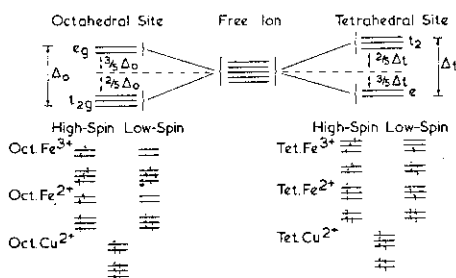 Octahedral Site Free Ion Tetrahedral Site
eg t2
Δo 3/5 Δo 2/5 Δt Δt
2/5 Δo 3/5 Δt
t2g e
High-Spin Low-Spin High-Spin Low-Spin
Oct.Fe3+ Tet.Fe3+
Oct.Fe2+ Tet.Fe2+
Oct.Cu2+ Tet.Cu2+